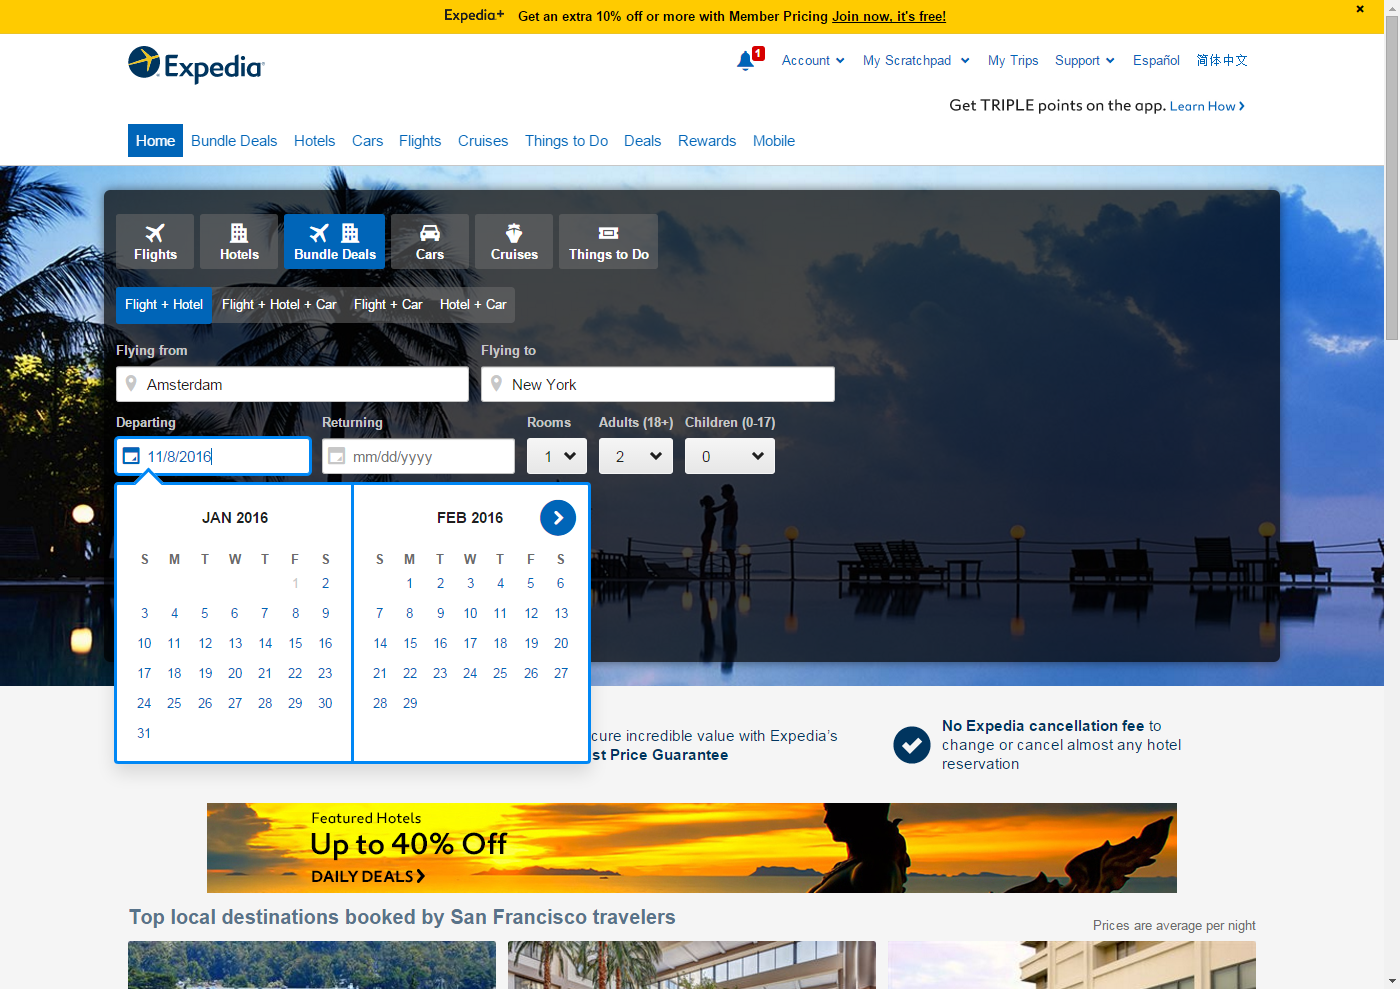 Expedia+ Get an extra 10% off or more with Member Pricing Join now, it's free!
Expedia
1 Account My Scratchpad My Trips Support Español 简体中文
Get TRIPLE points on the app. Learn How
Home Bundle Deals Hotels Cars Flights Cruises Things to Do Deals Rewards Mobile
Flights Hotels Bundle Deals Cars Cruises Things to Do
Flight + Hotel Flight + Hotel + Car Flight + Car Hotel + Car
Flying from Flying to
Amsterdam New York
Departing Returning Rooms Adults (18+) Children (0-17)
11/8/2016 mm/dd/yyyy 1 2 0
JAN 2016
S M T W T F S
1 2
3 4 5 6 7 8 9
10 11 12 13 14 15 16
17 18 19 20 21 22 23
24 25 26 27 28 29 30
31
FEB 2016
S M T W T F S
1 2 3 4 5 6
7 8 9 10 11 12 13
14 15 16 17 18 19 20
21 22 23 24 25 26 27
28 29
cure incredible value with Expedia's
st Price Guarantee
No Expedia cancellation fee to
change or cancel almost any hotel
reservation
Featured Hotels
Up to 40% Off
DAILY DEALS
Top local destinations booked by San Francisco travelers
Prices are average per night